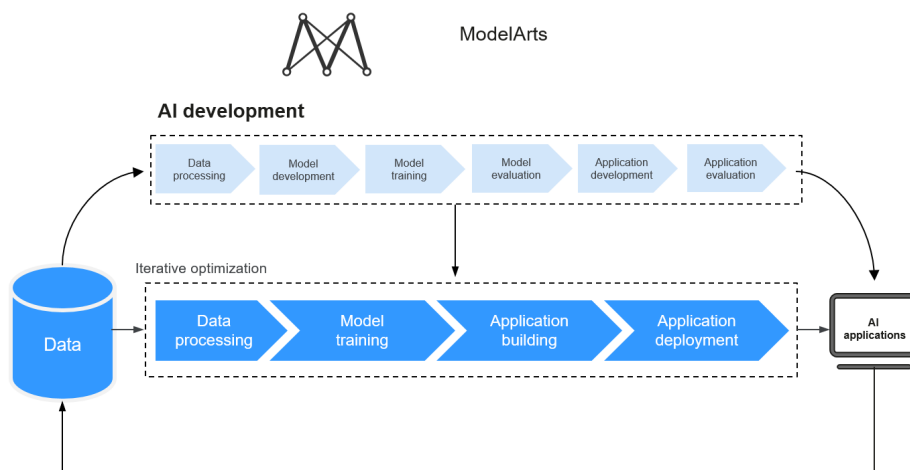 ModelArts
AI development
Data
processing
Model
development
Model
training
Model
evaluation
Application
development
Application
evaluation
Iterative optimization
Data
Data
processing
Model
training
Application
building
Application
deployment
AI
applications